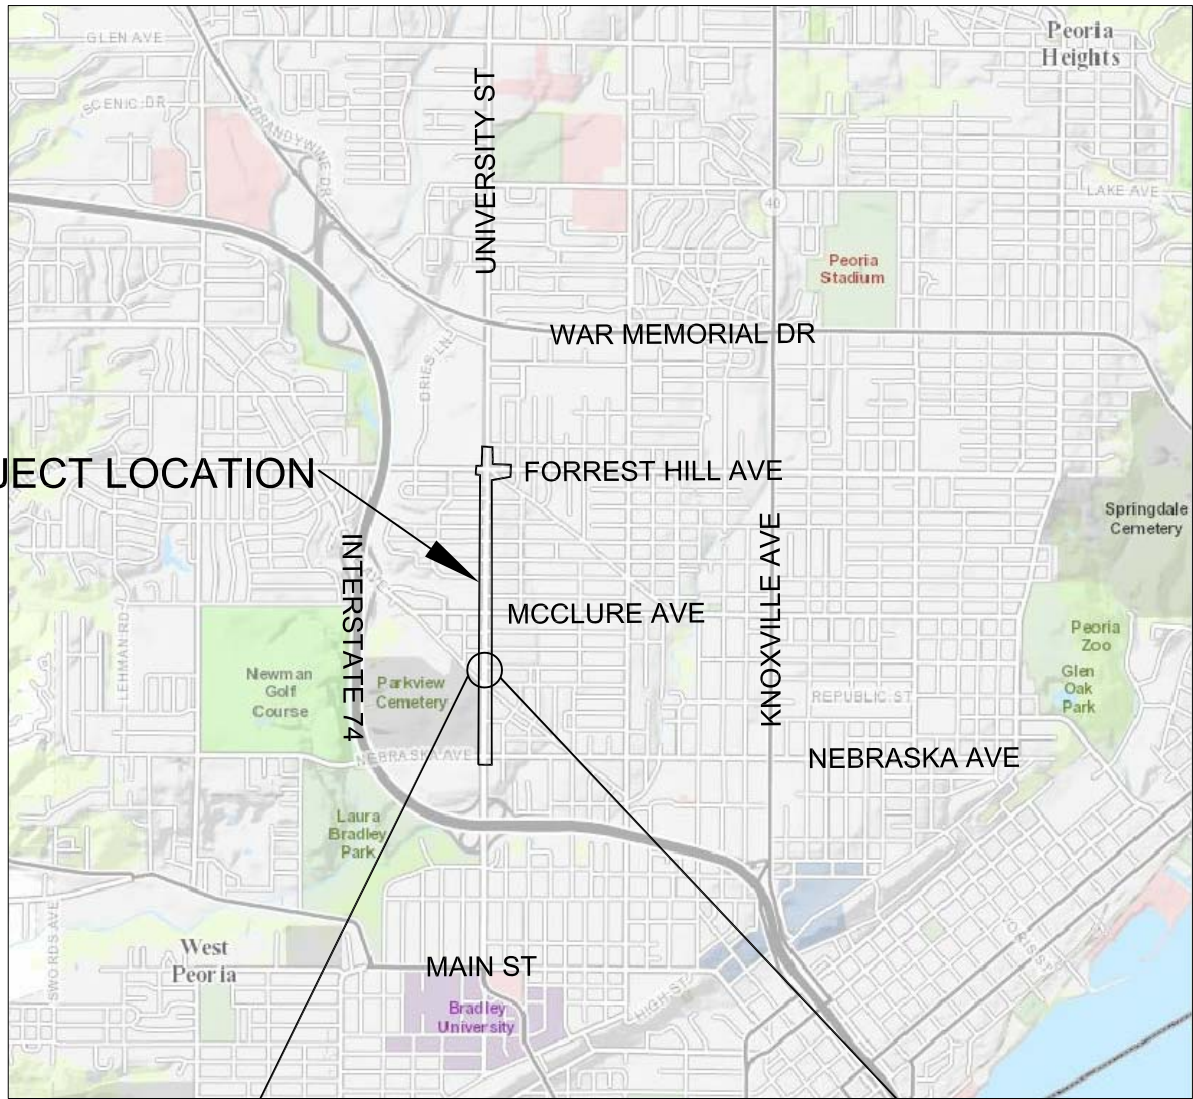 GLEN AVE
Peoria
Heights
SCENIC DR
BRANDYWINE DR
UNIVERSITY ST
40
LAKE AVE
Peoria
Stadium
WAR MEMORIAL DR
DRIES LN
JECT LOCATION
FORREST HILL AVE
Springdale
Cemetery
INTERSTATE 74
AVE
KNOXVILLE AVE
MCCLURE AVE
LEHMAN RD
Peoria
Zoo
Glen
Oak
Park
Newman
Golf
Course
Parkview
Cemetery
REPUBLIC ST
NEBRASKA AVE
NEBRASKA AVE
Laura
Bradley
Park
SWORDS AVE
West
Peoria
MAIN ST
Bradley
University
HIGH ST